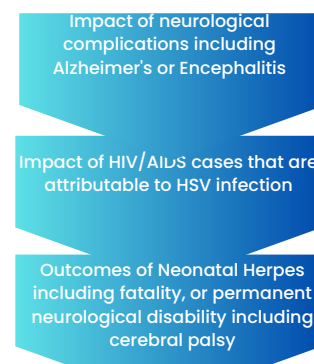 Impact of neurological
complications including
Alzheimer's or Encephalitis
Impact of HIV/AIDS cases that are
attributable to HSV infection
Outcomes of Neonatal Herpes
including fatality, or permanent
neurological disability including
cerebral palsy